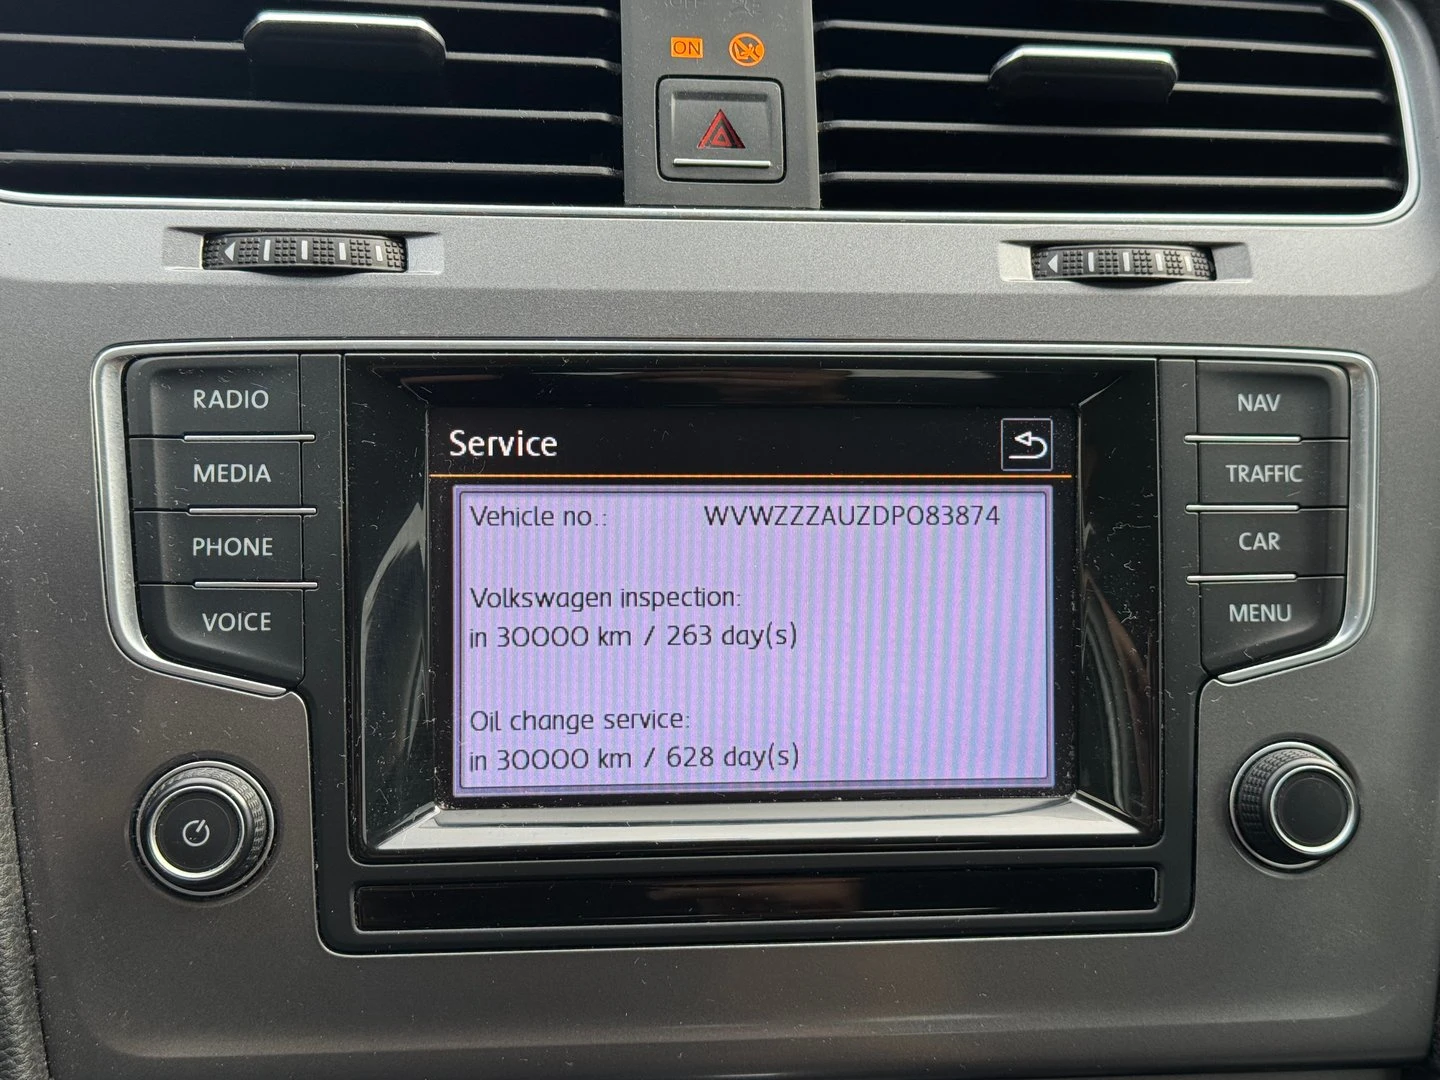 ON
RADIO
MEDIA
PHONE
VOICE
Service
Vehicle no.: WVWZZZAUZDP083874
Volkswagen inspection:
in 30000 km / 263 day(s)
Oil change service:
in 30000 km / 628 day(s)
NAV
TRAFFIC
CAR
MENU